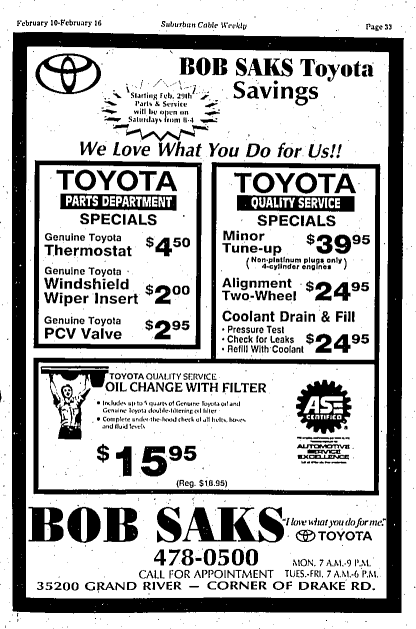 February 10-February 16 Suburban Cable Weekly Page 33
BOB SAKS Toyota
Savings
Starting Feb. 29th
Parts & Service
will be open on
Saturdays from 8-4
We Love What You Do for Us!!
TOYOTA
PARTS DEPARTMENT
SPECIALS
Genuine Toyota
Thermostat $4.50
Genuine Toyota
Windshield
Wiper Insert $2.00
Genuine Toyota
PCV Valve $2.95
TOYOTA
QUALITY SERVICE
SPECIALS
Minor
Tune-up $39.95
(Non-platinum plugs only
4-cylinder engines)
Alignment
Two-Wheel $24.95
Coolant Drain & Fill
• Pressure Test
• Check for Leaks
• Refill With Coolant $24.95
TOYOTA QUALITY SERVICE
OIL CHANGE WITH FILTER
• Includes up to 5 quarts of Genuine Toyota oil and
Genuine Toyota double-filtering oil filter
• Complete under-the-hood check of all belts, hoses
and fluid levels
$15.95
(Reg. $18.95)
ASE
CERTIFIED
AUTOMOTIVE
SERVICE
EXCELLENCE
BOB SAKS
"I love what you do for me."
TOYOTA
478-0500
CALL FOR APPOINTMENT
MON. 7 A.M.-9 P.M.
TUES.-FRI. 7 A.M.-6 P.M.
35200 GRAND RIVER — CORNER OF DRAKE RD.